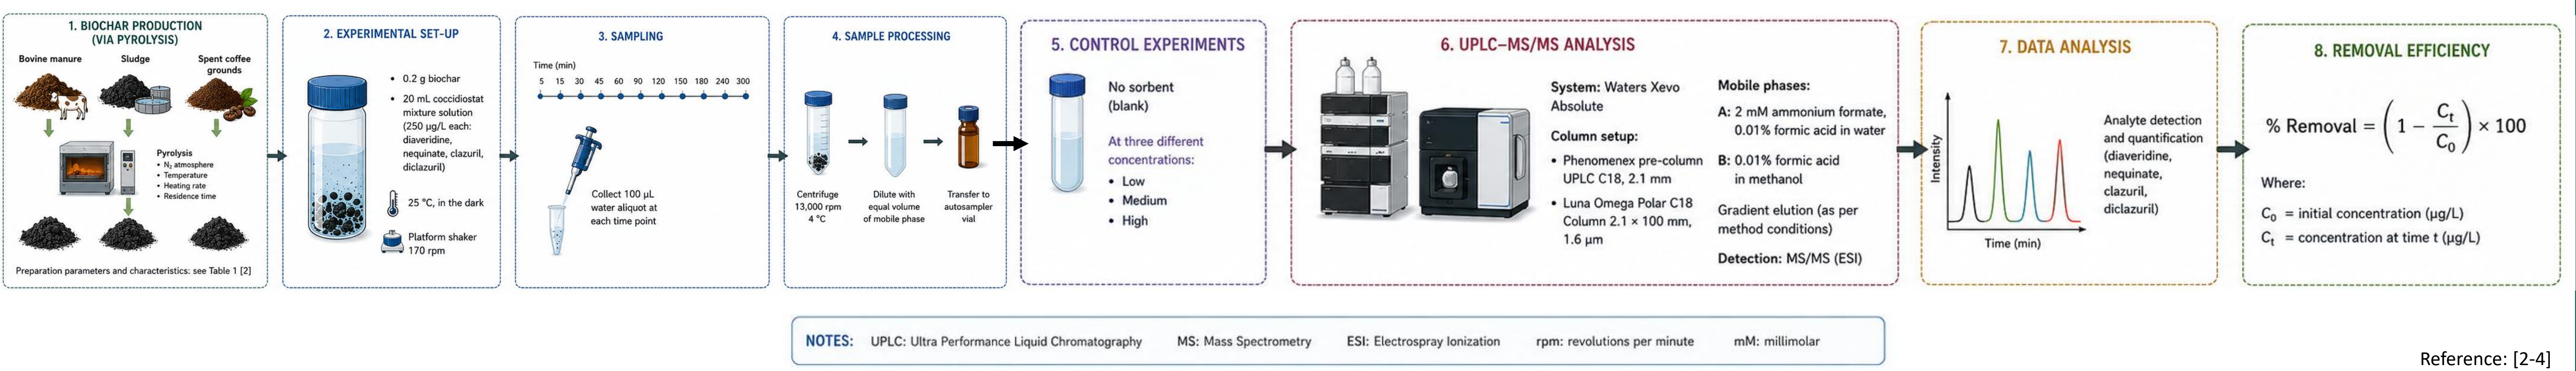 1. BIOCHAR PRODUCTION
(VIA PYROLYSIS)
Bovine manure
Sludge
Spent coffee
grounds
Pyrolysis
• N₂ atmosphere
• Temperature
• Heating rate
• Residence time
Preparation parameters and characteristics: see Table 1 [2]
2. EXPERIMENTAL SET-UP
• 0.2 g biochar
• 20 mL coccidiostat
mixture solution
(250 µg/L each:
diaveridine,
nequinate, clazuril,
diclazuril)
25 °C, in the dark
Platform shaker
170 rpm
3. SAMPLING
Time (min)
5 15 30 45 60 90 120 150 180 240 300
Collect 100 µL
water aliquot at
each time point
4. SAMPLE PROCESSING
Centrifuge
13,000 rpm
4 °C
Dilute with
equal volume
of mobile phase
Transfer to
autosampler
vial
5. CONTROL EXPERIMENTS
No sorbent
(blank)
At three different
concentrations:
• Low
• Medium
• High
6. UPLC–MS/MS ANALYSIS
System: Waters Xevo
Absolute
Column setup:
• Phenomenex pre-column
UPLC C18, 2.1 mm
• Luna Omega Polar C18
Column 2.1 × 100 mm,
1.6 µm
Mobile phases:
A: 2 mM ammonium formate,
0.01% formic acid in water
B: 0.01% formic acid
in methanol
Gradient elution (as per
method conditions)
Detection: MS/MS (ESI)
7. DATA ANALYSIS
Intensity
Time (min)
Analyte detection
and quantification
(diaveridine,
nequinate,
clazuril,
diclazuril)
8. REMOVAL EFFICIENCY
% Removal = (1 − Cₜ/C₀) × 100
Where:
C₀ = initial concentration (µg/L)
Cₜ = concentration at time t (µg/L)
NOTES: UPLC: Ultra Performance Liquid Chromatography MS: Mass Spectrometry ESI: Electrospray Ionization rpm: revolutions per minute mM: millimolar
Reference: [2-4]